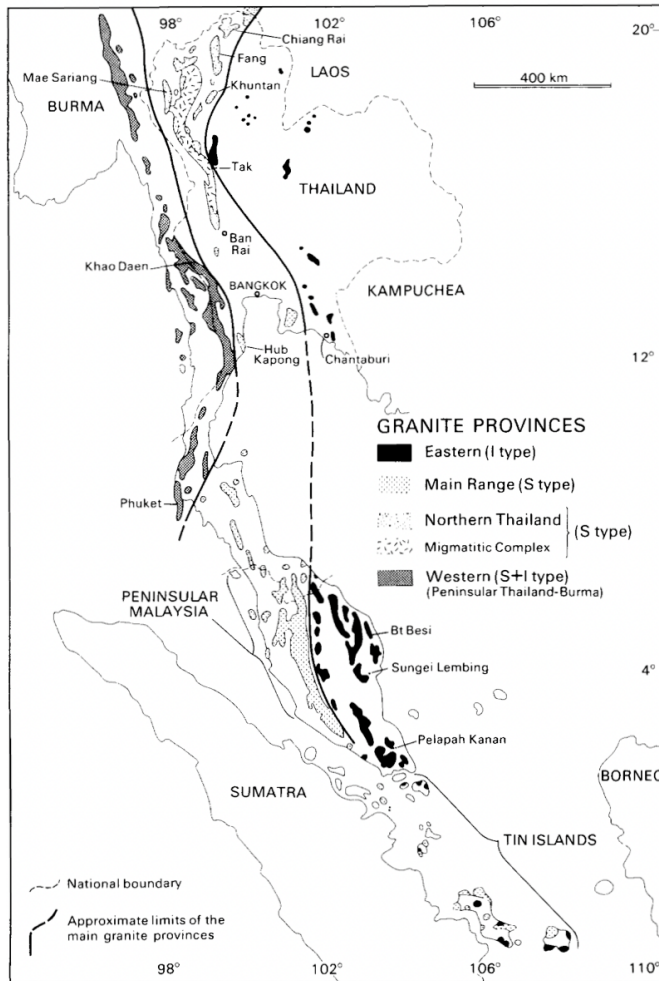 98°
102°
106°
20°
Chiang Rai
Fang
Mae Sariang
LAOS
400 km
BURMA
Khuntan
Tak
THAILAND
Ban
Rai
Khao Daen
BANGKOK
KAMPUCHEA
Hub
Kapong
Chantaburi
12°
GRANITE PROVINCES
Eastern (I type)
Main Range (S type)
Northern Thailand
(S type)
Migmatitic Complex
Western (S+I type)
(Peninsular Thailand-Burma)
Phuket
PENINSULAR
MALAYSIA
Bt Besi
Sungei Lembing
4°
Pelapah Kanan
BORNEO
SUMATRA
TIN ISLANDS
National boundary
Approximate limits of the
main granite provinces
98°
102°
106°
110°